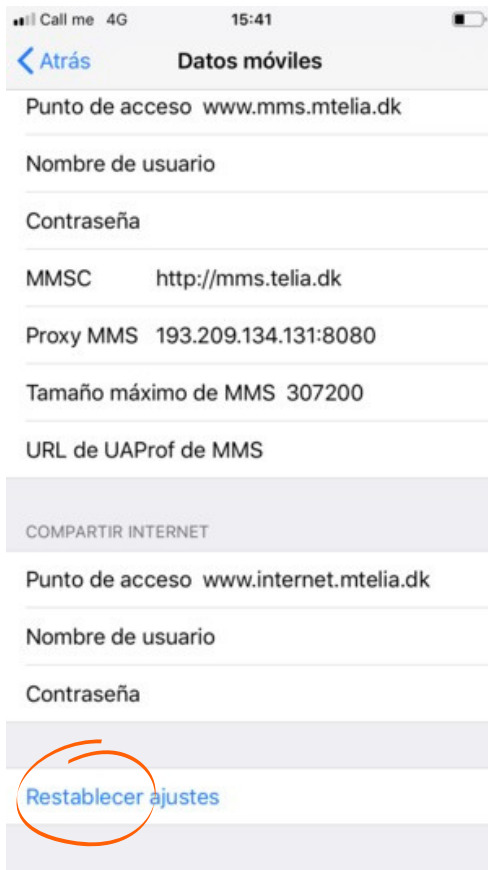 Call me 4G 15:41
Atrás Datos móviles
Punto de acceso www.mms.mtelia.dk
Nombre de usuario
Contraseña
MMSC http://mms.telia.dk
Proxy MMS 193.209.134.131:8080
Tamaño máximo de MMS 307200
URL de UAProf de MMS
COMPARTIR INTERNET
Punto de acceso www.internet.mtelia.dk
Nombre de usuario
Contraseña
Restablecer ajustes